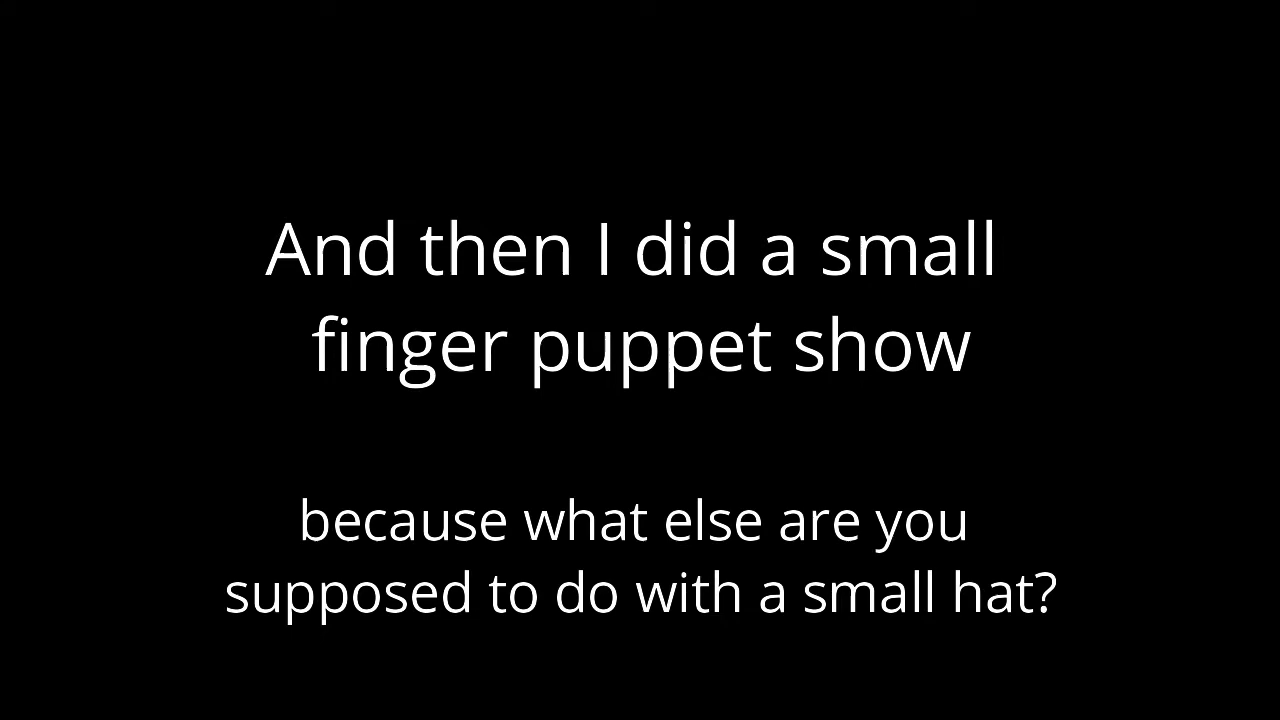 And then I did a small
finger puppet show
because what else are you
supposed to do with a small hat?